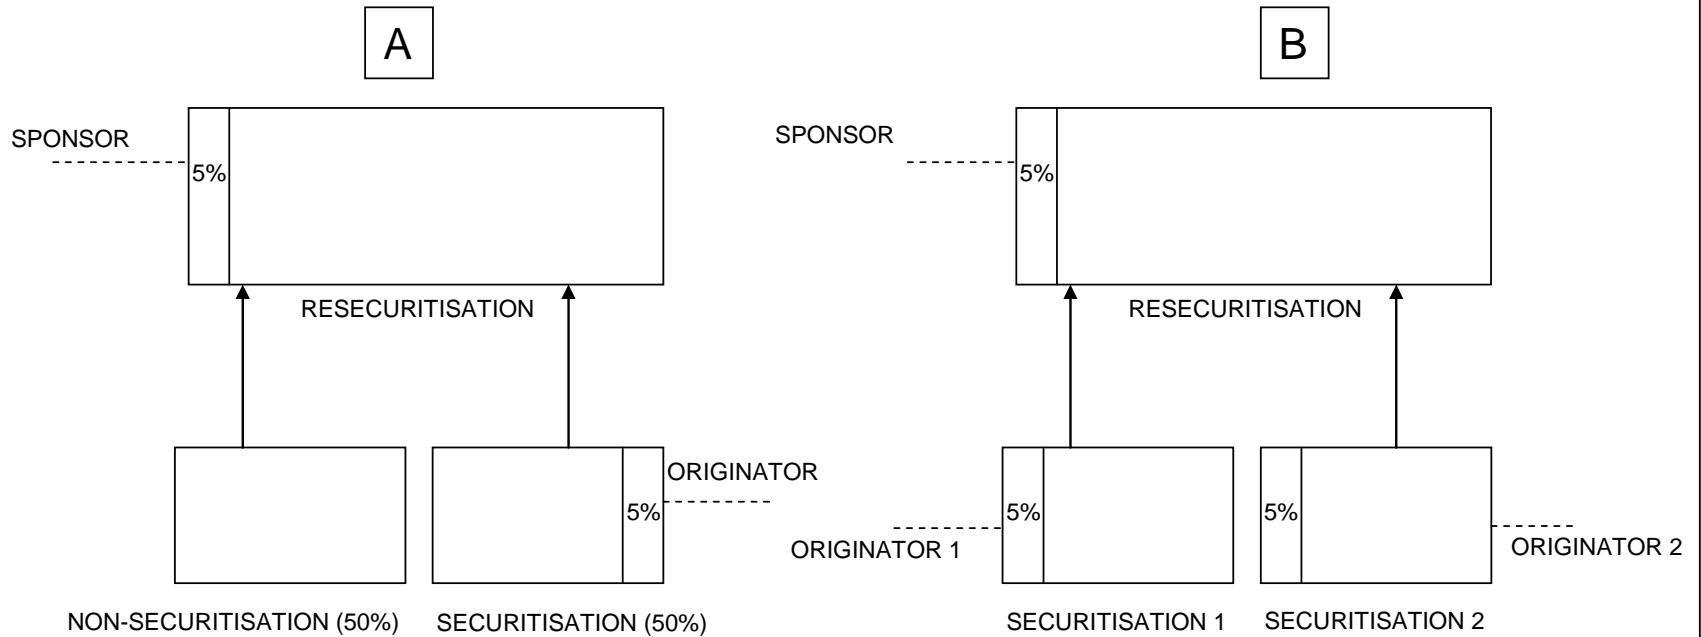 A
B
SPONSOR
5%
RESECURITISATION
SPONSOR
5%
RESECURITISATION
ORIGINATOR
5%
NON-SECURITISATION (50%)
SECURITISATION (50%)
5%
ORIGINATOR 1
5%
ORIGINATOR 2
SECURITISATION 1
SECURITISATION 2